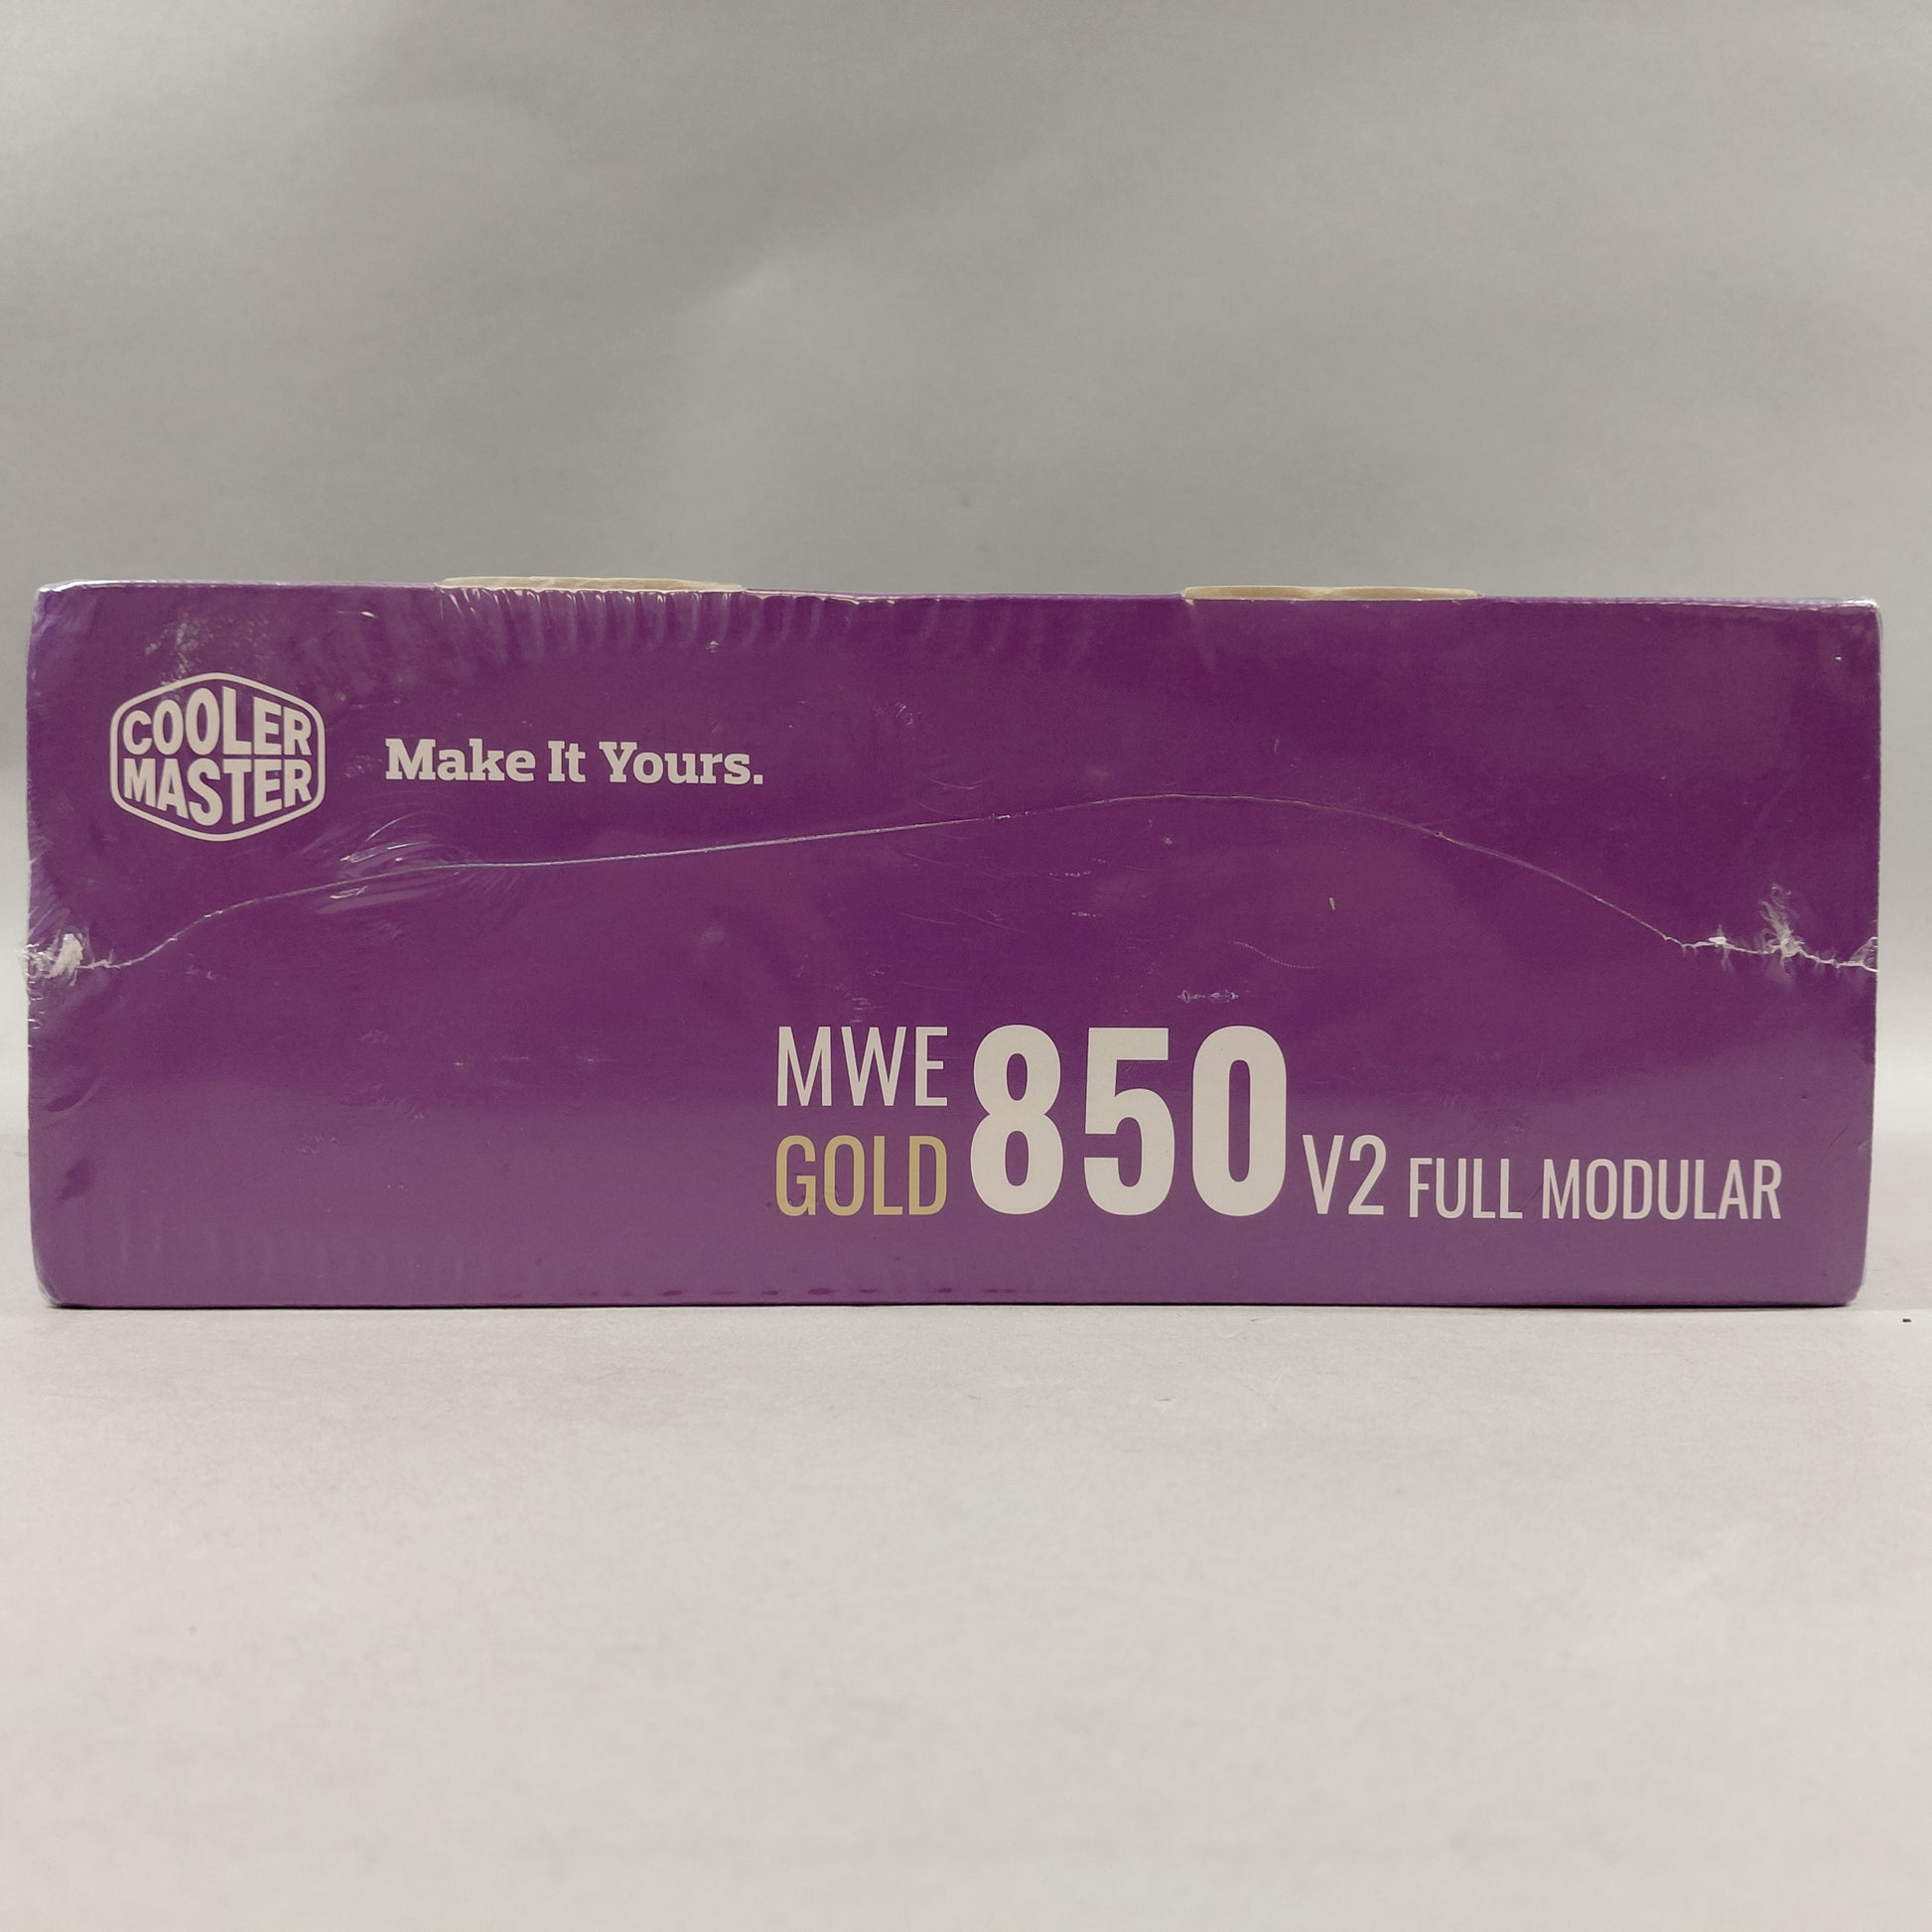 COOLER
MASTER
Make It Yours.
MWE
GOLD
850 V2 FULL MODULAR